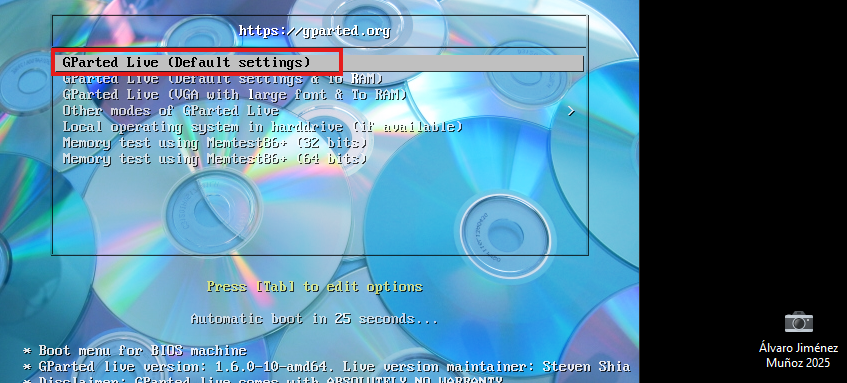 https://gparted.org
GParted Live (Default settings)
GParted Live (Default settings & To RAM)
GParted Live (VGA with large font & To RAM)
Other modes of GParted Live >
Local operating system in harddrive (if available)
Memory test using Memtest86+ (32 bits)
Memory test using Memtest86+ (64 bits)
Press [Tab] to edit options
Automatic boot in 25 seconds...
* Boot menu for BIOS machine
* GParted live version: 1.6.0-10-amd64. Live version maintainer: Steven Shia
* Disclaimer: GParted live comes with ABSOLUTELY NO WARRANTY
Álvaro Jiménez
Muñoz 2025